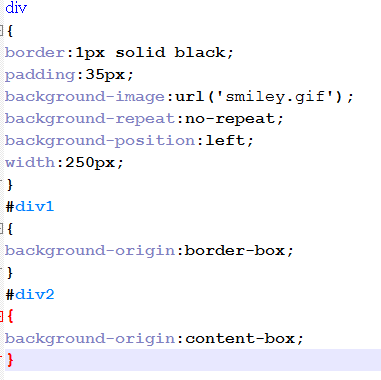 div
{
border:1px solid black;
padding:35px;
background-image:url('smiley.gif');
background-repeat:no-repeat;
background-position:left;
width:250px;
}
#div1
{
background-origin:border-box;
}
#div2
{
background-origin:content-box;
}